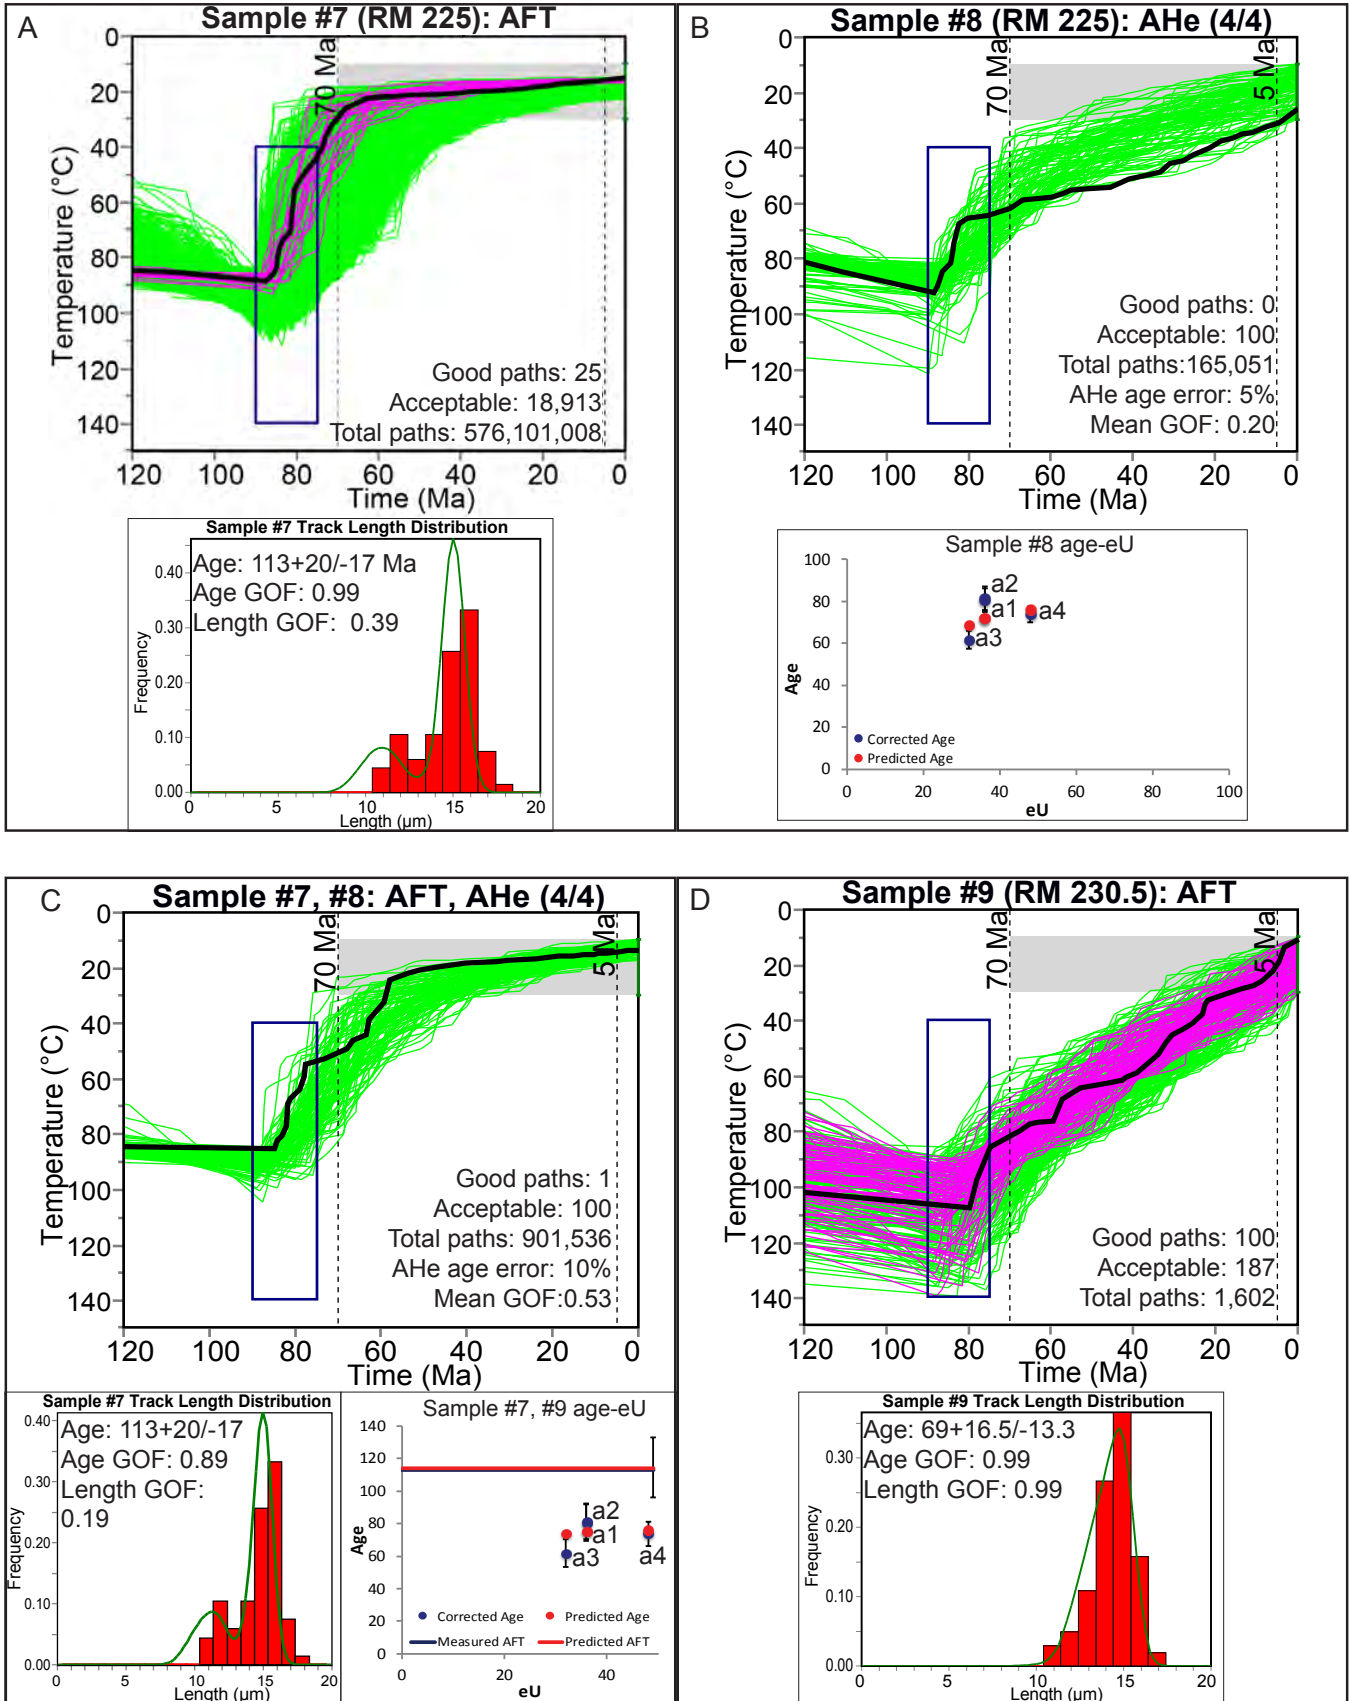 A
Sample #7 (RM 225): AFT
70 Ma
0
20
40
60
80
100
120
140
Temperature (°C)
Good paths: 25
Acceptable: 18,913
Total paths: 576,101,008
120 100 80 60 40 20 0
Time (Ma)
Sample #7 Track Length Distribution
Age: 113+20/-17 Ma
Age GOF: 0.99
Length GOF: 0.39
0.40
0.30
0.20
0.10
0.00
Frequency
0 5 10 15 20
Length (µm)
B
Sample #8 (RM 225): AHe (4/4)
70 Ma
5 Ma
0
20
40
60
80
100
120
140
Temperature (°C)
Good paths: 0
Acceptable: 100
Total paths:165,051
AHe age error: 5%
Mean GOF: 0.20
120 100 80 60 40 20 0
Time (Ma)
Sample #8 age-eU
100
80
60
40
20
0
Age
a2
a1
a4
a3
Corrected Age
Predicted Age
0 20 40 60 80 100
eU
C
Sample #7, #8: AFT, AHe (4/4)
70 Ma
5 Ma
0
20
40
60
80
100
120
140
Temperature (°C)
Good paths: 1
Acceptable: 100
Total paths: 901,536
AHe age error: 10%
Mean GOF:0.53
120 100 80 60 40 20 0
Time (Ma)
Sample #7 Track Length Distribution
Age: 113+20/-17
Age GOF: 0.89
Length GOF:
0.19
0.40
0.30
0.20
0.10
0.00
Frequency
0 5 10 15 20
Length (µm)
Sample #7, #9 age-eU
140
120
100
80
60
40
20
0
Age
a2
a1
a3
a4
Corrected Age Predicted Age
Measured AFT Predicted AFT
0 20 40
eU
D
Sample #9 (RM 230.5): AFT
70 Ma
5 Ma
0
20
40
60
80
100
120
140
Temperature (°C)
Good paths: 100
Acceptable: 187
Total paths: 1,602
120 100 80 60 40 20 0
Time (Ma)
Sample #9 Track Length Distribution
Age: 69+16.5/-13.3
Age GOF: 0.99
Length GOF: 0.99
0.30
0.20
0.10
0.00
Frequency
0 5 10 15 20
Length (µm)